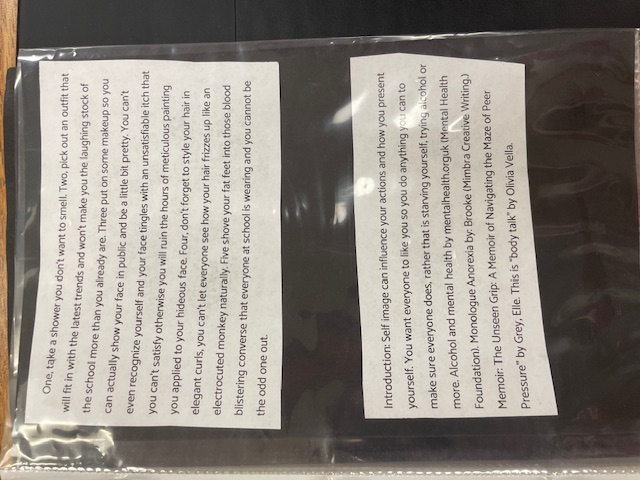 One, take a shower you don't want to smell. Two, pick out an outfit that
will fit in with the latest trends and won't make you the laughing stock of
the school more than you already are. Three put on some makeup so you
can actually show your face in public and be a little bit pretty. You can't
even recognize yourself and your face tingles with an unsatisfiable itch that
you can't satisfy otherwise you will ruin the hours of meticulous painting
you applied to your hideous face. Four, don't forget to style your hair in
elegant curls, you can't let everyone see how your hair frizzes up like an
electrocuted monkey naturally. Five shove your fat feet into those blood
blistering converse that everyone at school is wearing and you cannot be
the odd one out.
Introduction: Self image can influence your actions and how you present
yourself. You want everyone to like you so you do anything you can to
make sure everyone does, rather that is starving yourself, trying alcohol or
more. Alcohol and mental health by mentalhealth.orguk (Mental Health
Foundation). Monologue Anorexia by: Brooke (Mimbra Creative Writing.)
Memoir: The Unseen Grip: A Memoir of Navigating the Maze of Peer
Pressure" by Grey, Elle. This is "body talk" by Olivia Vella.